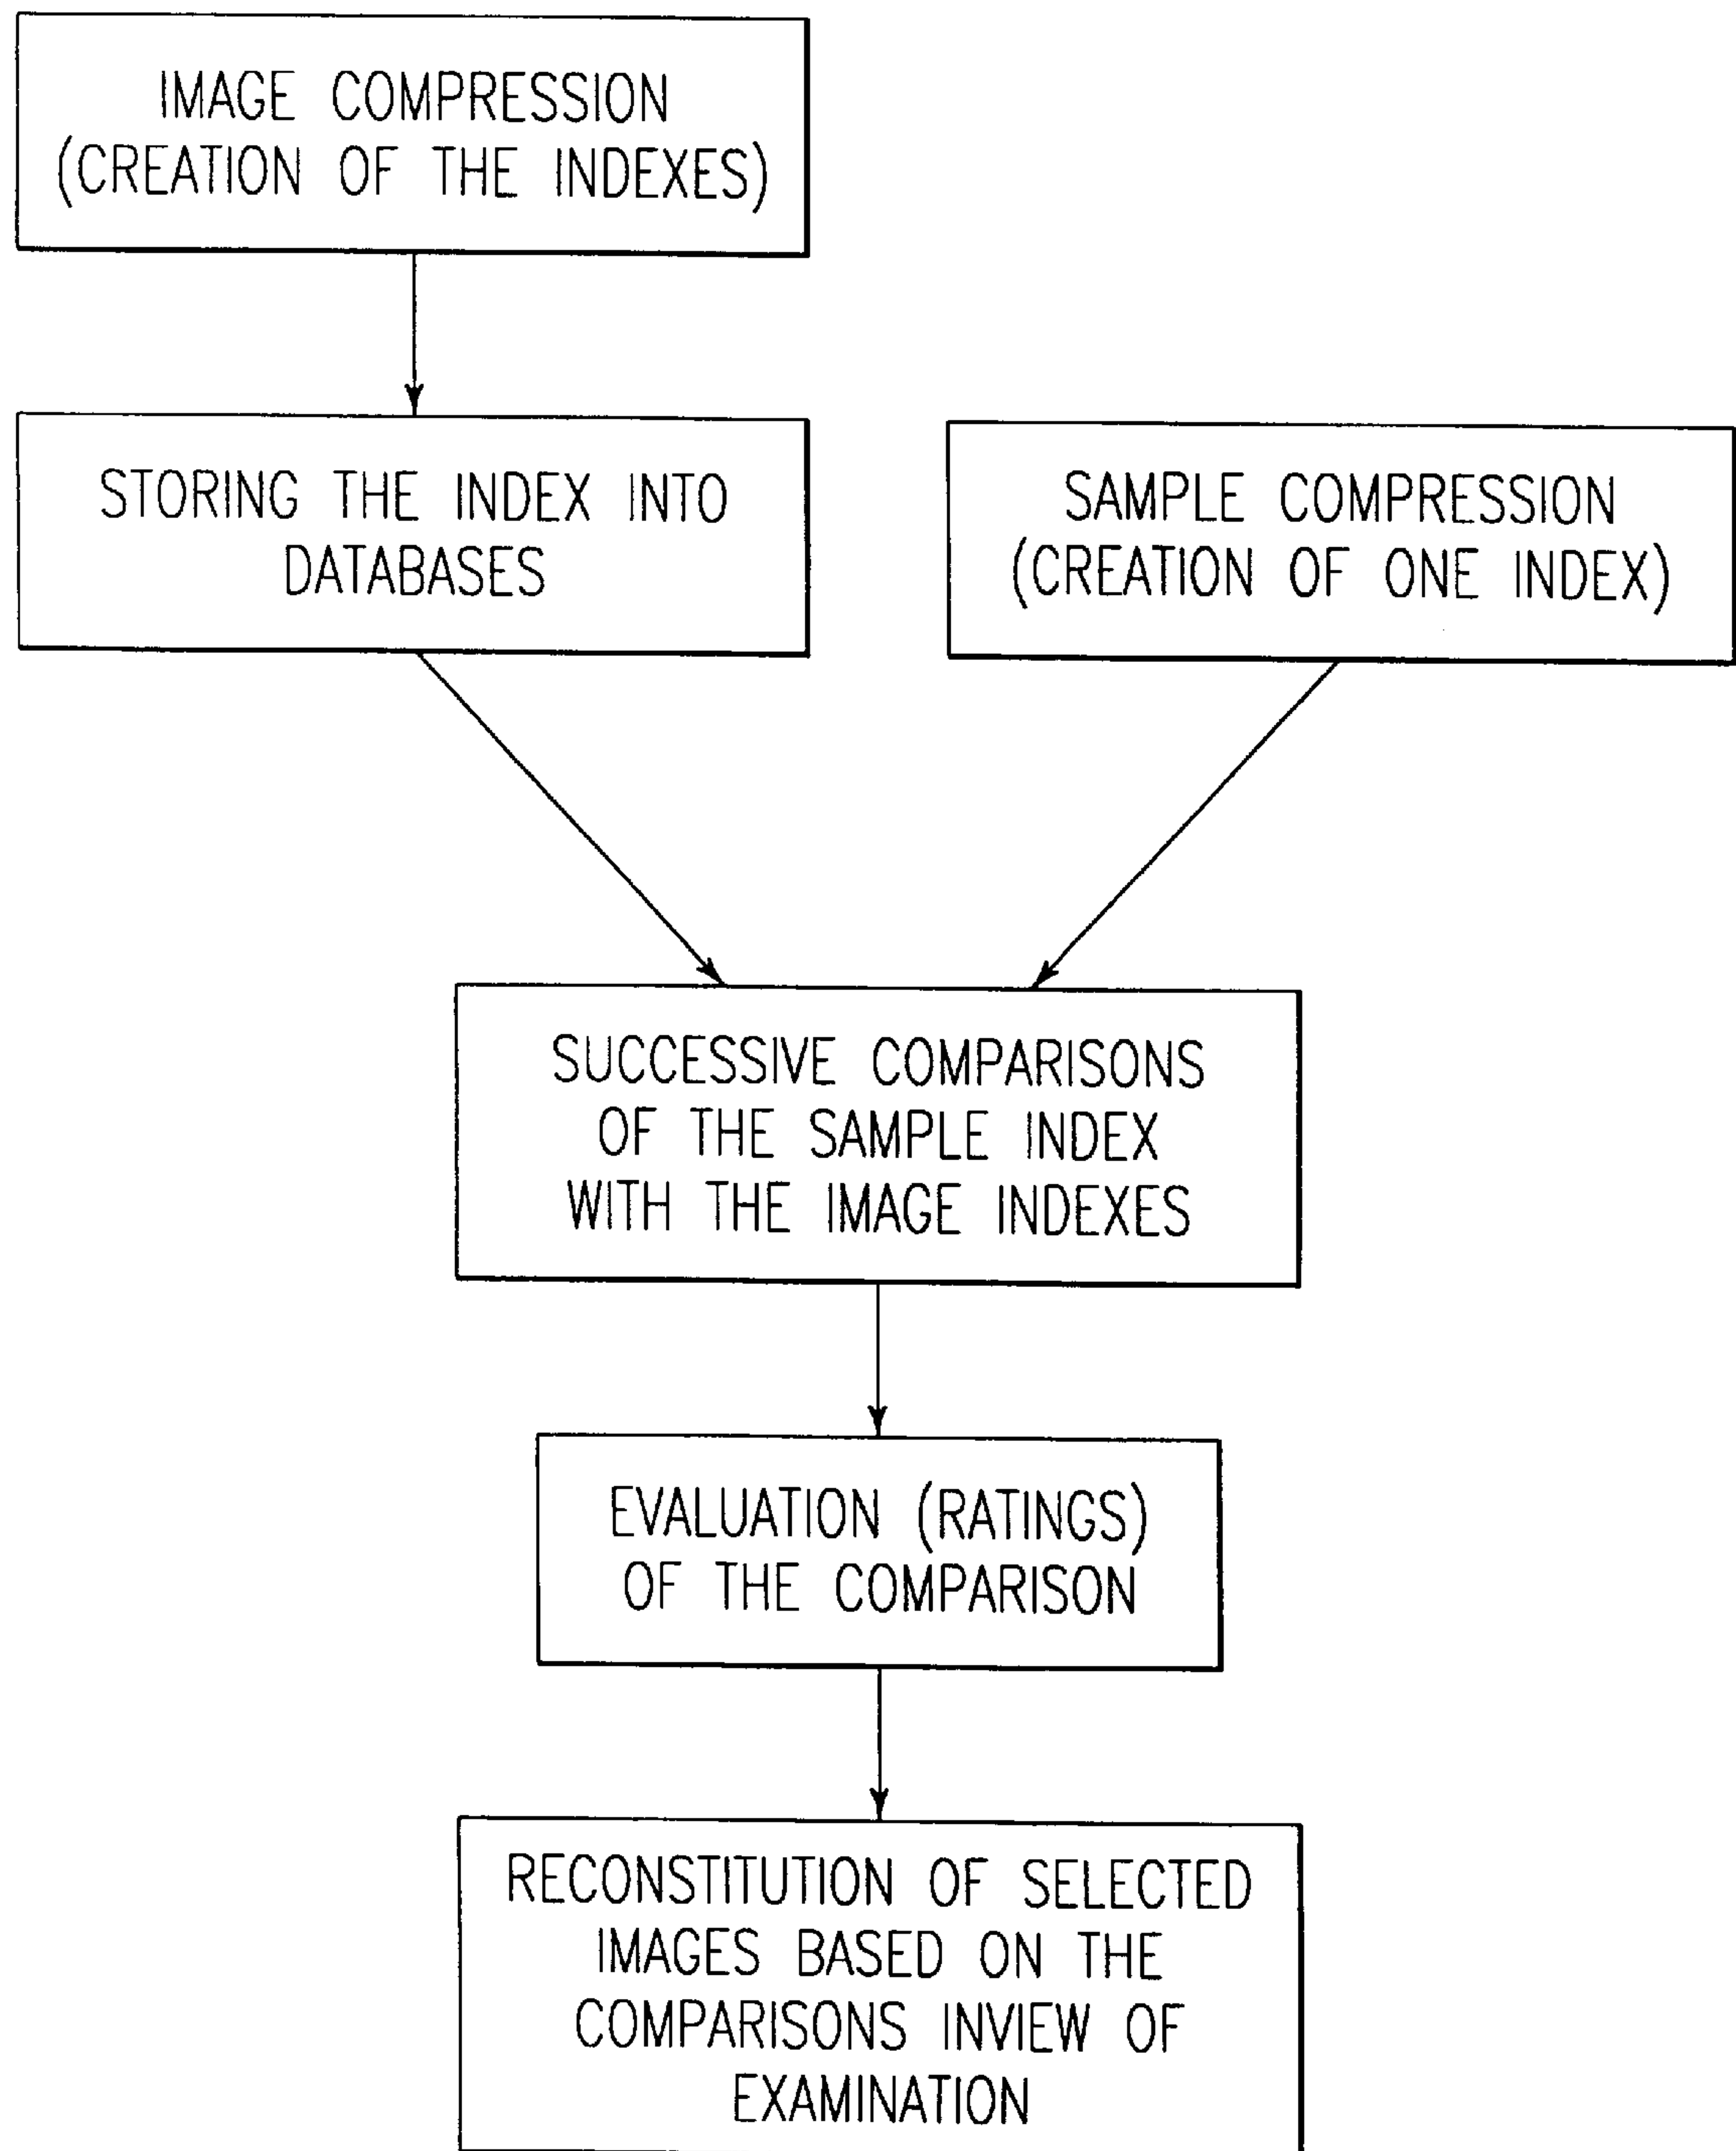 IMAGE COMPRESSION
(CREATION OF THE INDEXES)
STORING THE INDEX INTO
DATABASES
SAMPLE COMPRESSION
(CREATION OF ONE INDEX)
SUCCESSIVE COMPARISONS
OF THE SAMPLE INDEX
WITH THE IMAGE INDEXES
EVALUATION (RATINGS)
OF THE COMPARISON
RECONSTITUTION OF SELECTED
IMAGES BASED ON THE
COMPARISONS INVIEW OF
EXAMINATION